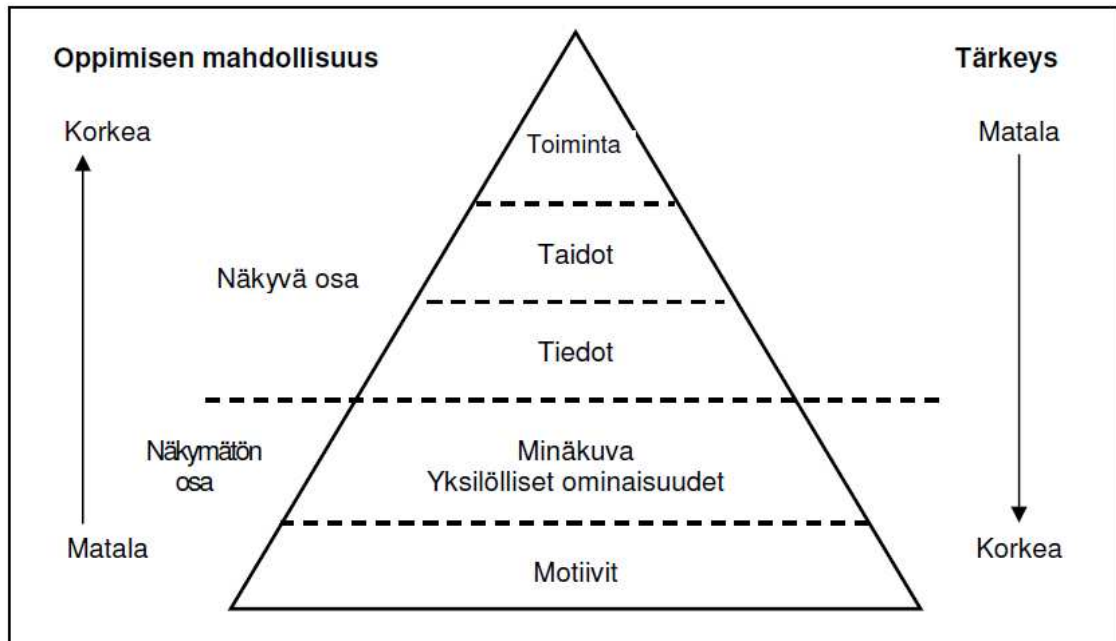 Oppimisen mahdollisuus
Tärkeys
Korkea
Matala
Toiminta
Taidot
Näkyvä osa
Tiedot
Näkymätön
osa
Minäkuva
Yksilölliset ominaisuudet
Matala
Korkea
Motiivit